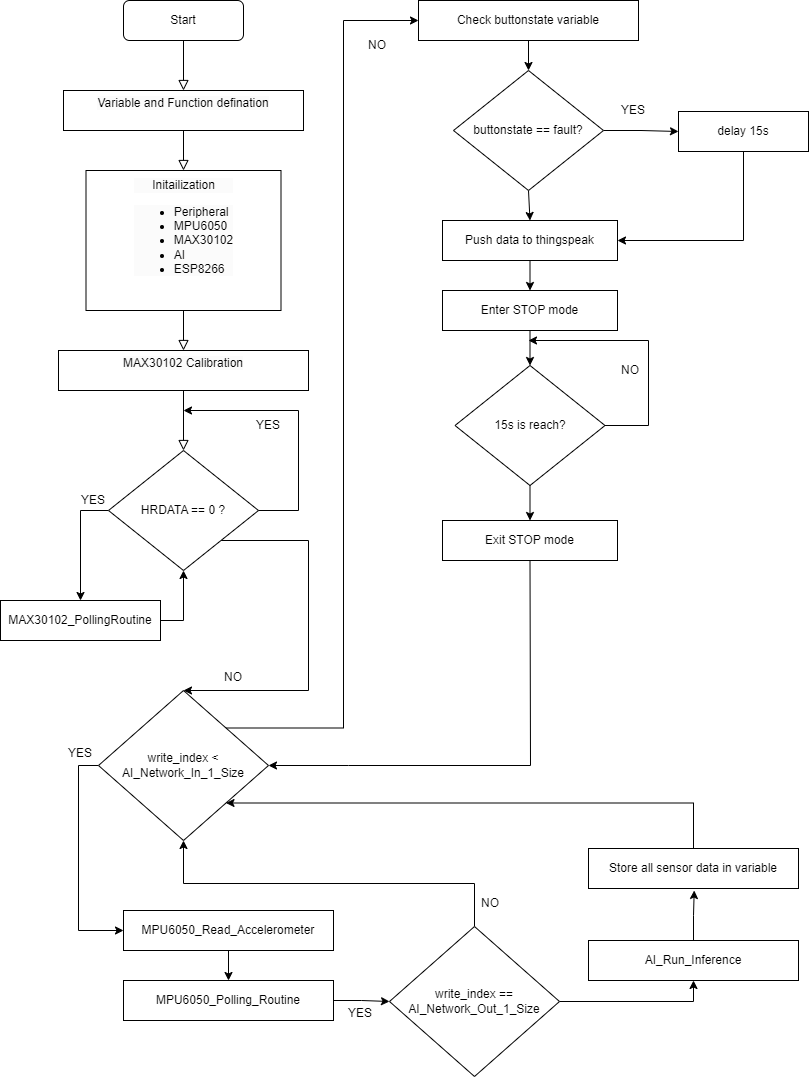 Start
Variable and Function defination
Initailization
Peripheral
MPU6050
MAX30102
AI
ESP8266
MAX30102 Calibration
YES
HRDATA == 0 ?
YES
MAX30102_PollingRoutine
NO
write_index <
AI_Network_In_1_Size
YES
NO
MPU6050_Read_Accelerometer
MPU6050_Polling_Routine
YES
write_index ==
AI_Network_Out_1_Size
NO
AI_Run_Inference
Store all sensor data in variable
Check buttonstate variable
buttonstate == fault?
YES
delay 15s
Push data to thingspeak
Enter STOP mode
15s is reach?
NO
Exit STOP mode